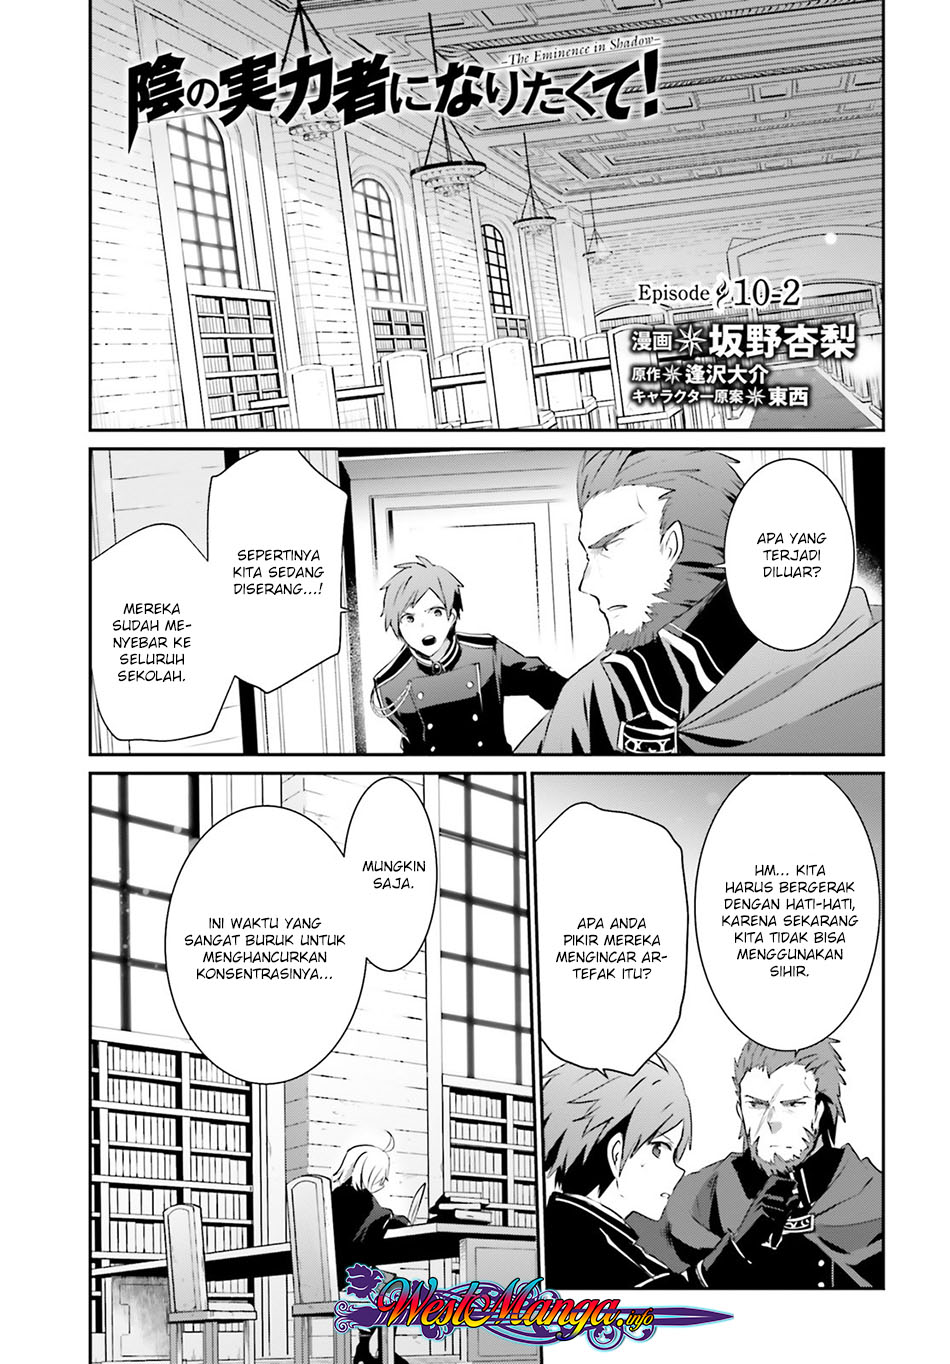 -The Eminence in Shadow-
陰の実力者になりたくて!
Episode 10-2
漫画 坂野杏梨
原作 逢沢大介
キャラクター原案 東西
APA YANG
TERJADI
DILUAR?
SEPERTINYA
KITA SEDANG
DISERANG...!
MEREKA
SUDAH ME-
NYEBAR KE
SELURUH
SEKOLAH.
HM... KITA
HARUS BERGERAK
DENGAN HATI-HATI,
KARENA SEKARANG
KITA TIDAK BISA
MENGGUNAKAN
SIHIR.
APA ANDA
PIKIR MEREKA
MENGINCAR AR-
TEFAK ITU?
MUNGKIN
SAJA.
INI WAKTU YANG
SANGAT BURUK UNTUK
MENGHANCURKAN
KONSENTRASINYA...
WestManga.info